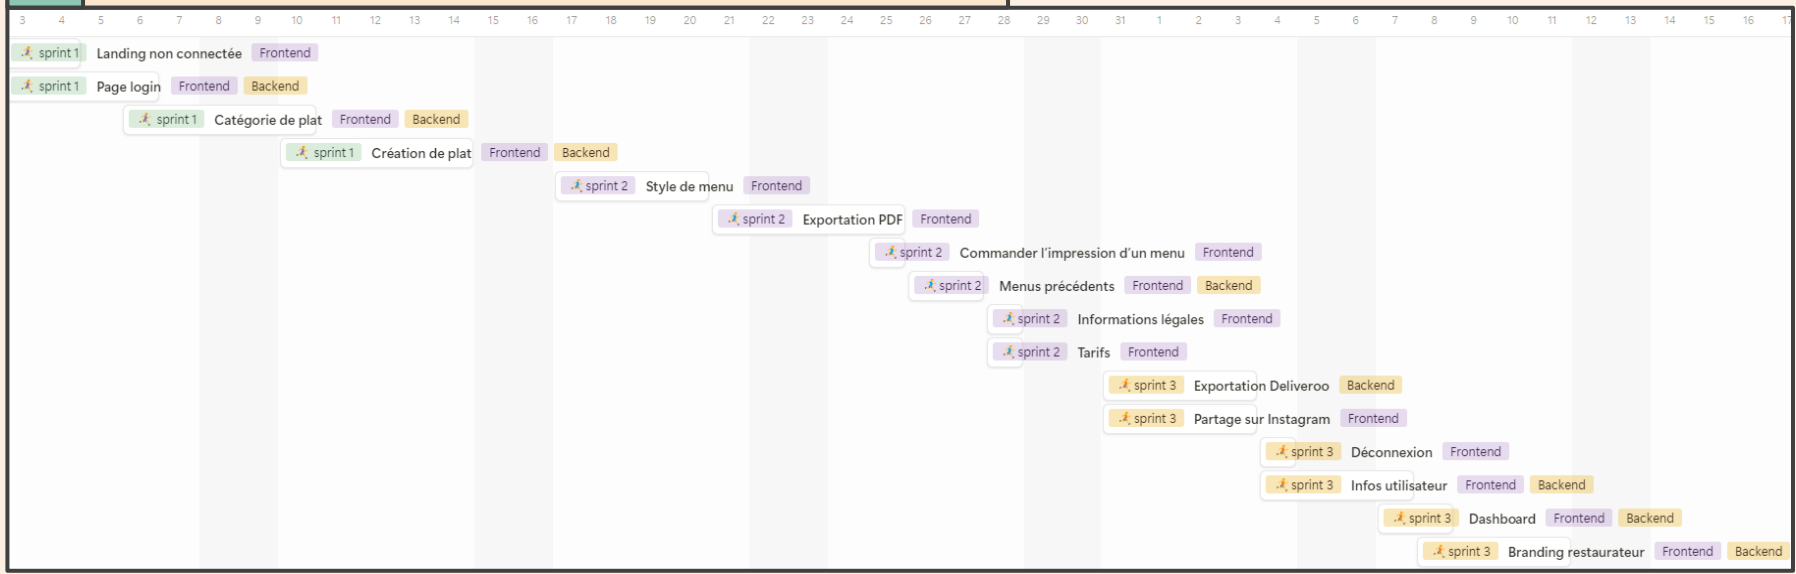 3 4 5 6 7 8 9 10 11 12 13 14 15 16 17 18 19 20 21 22 23 24 25 26 27 28 29 30 31 1 2 3 4 5 6 7 8 9 10 11 12 13 14 15 16 17
sprint 1 Landing non connectée Frontend
sprint 1 Page login Frontend Backend
sprint 1 Catégorie de plat Frontend Backend
sprint 1 Création de plat Frontend Backend
sprint 2 Style de menu Frontend
sprint 2 Exportation PDF Frontend
sprint 2 Commander l'impression d'un menu Frontend
sprint 2 Menus précédents Frontend Backend
sprint 2 Informations légales Frontend
sprint 2 Tarifs Frontend
sprint 3 Exportation Deliveroo Backend
sprint 3 Partage sur Instagram Frontend
sprint 3 Déconnexion Frontend
sprint 3 Infos utilisateur Frontend Backend
sprint 3 Dashboard Frontend Backend
sprint 3 Branding restaurateur Frontend Backend